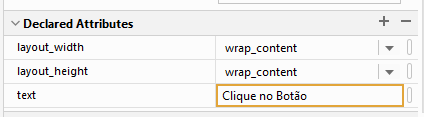 Declared Attributes
layout_width wrap_content
layout_height wrap_content
text Clique no Botão